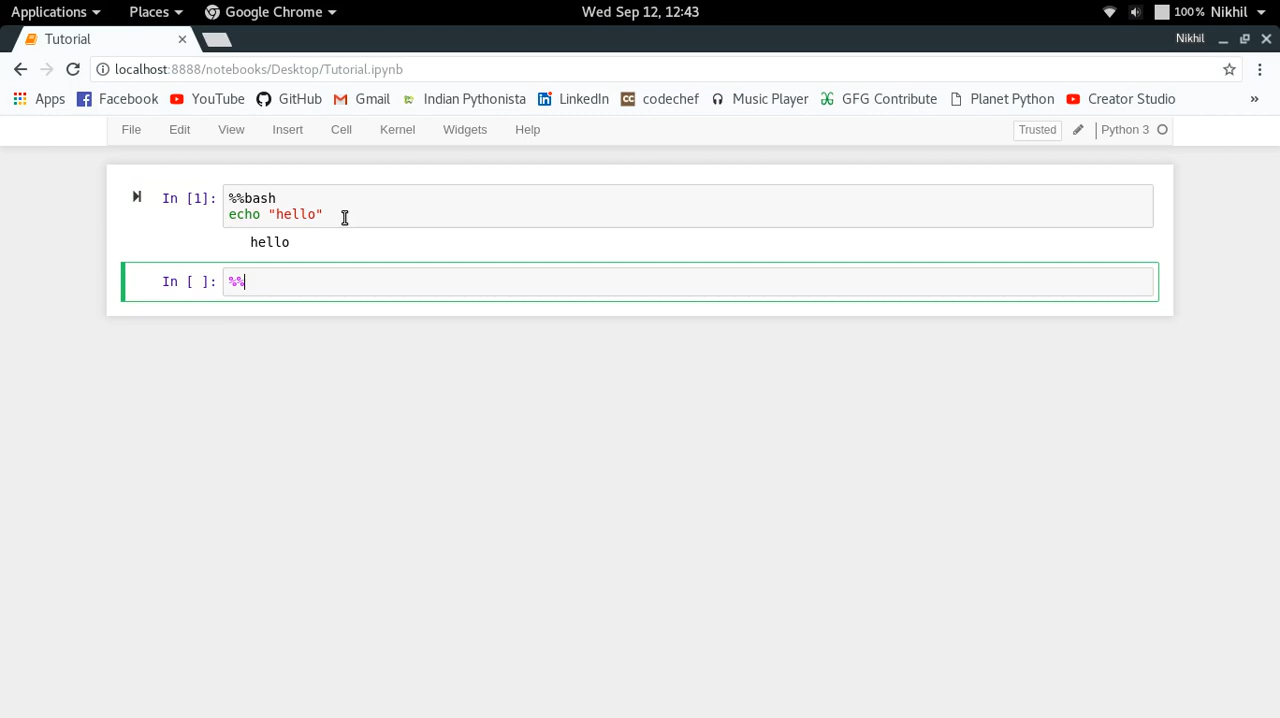 Applications Places Google Chrome Wed Sep 12, 12:43 100% Nikhil
Tutorial Nikhil
localhost:8888/notebooks/Desktop/Tutorial.ipynb
Apps Facebook YouTube GitHub Gmail Indian Pythonista LinkedIn codechef Music Player GFG Contribute Planet Python Creator Studio »
File Edit View Insert Cell Kernel Widgets Help Trusted Python 3
In [1]: %%bash
echo "hello"
hello
In [ ]: %%